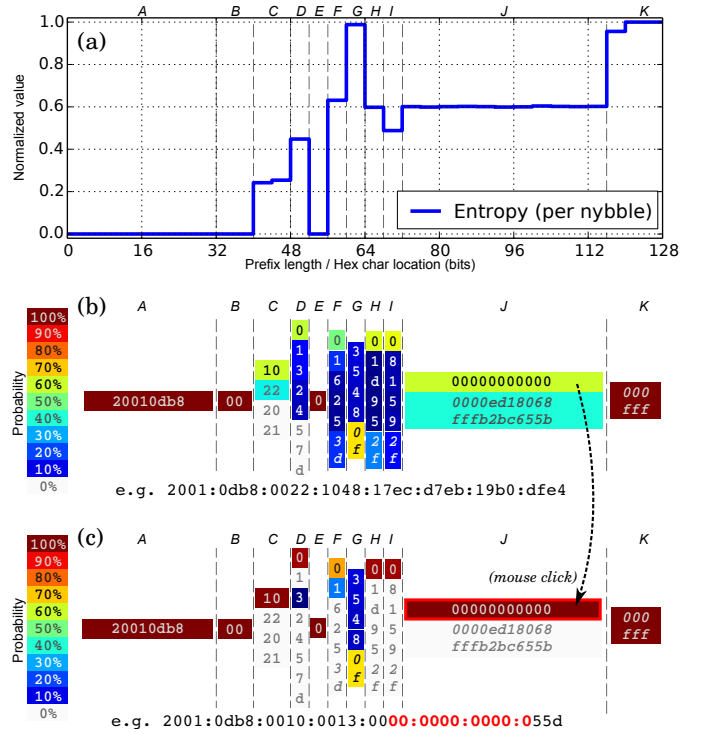 A B C D E F G H I J K
(a)
Normalized value
1.0
0.8
0.6
0.4
0.2
0.0
Entropy (per nybble)
0 16 32 48 64 80 96 112 128
Prefix length / Hex char location (bits)
(b)
A B C D E F G H I J K
Probability
100%
90%
80%
70%
60%
50%
40%
30%
20%
10%
0%
20010db8
00
10
22
20
21
0
1
3
2
4
5
7
d
0
0
1
6
2
5
3
d
3
5
4
8
0
f
0
1
d
9
5
2
f
0
8
1
5
9
2
f
00000000000
0000ed18068
fffb2bc655b
000
fff
e.g. 2001:0db8:0022:1048:17ec:d7eb:19b0:dfe4
(c)
A B C D E F G H I J K
Probability
100%
90%
80%
70%
60%
50%
40%
30%
20%
10%
0%
20010db8
00
10
22
20
21
0
1
3
2
4
5
7
d
0
0
1
6
2
5
3
d
3
5
4
8
0
f
0
1
d
9
5
2
f
0
8
1
5
9
2
f
(mouse click)
00000000000
0000ed18068
fffb2bc655b
000
fff
e.g. 2001:0db8:0010:0013:0000:0000:0000:055d